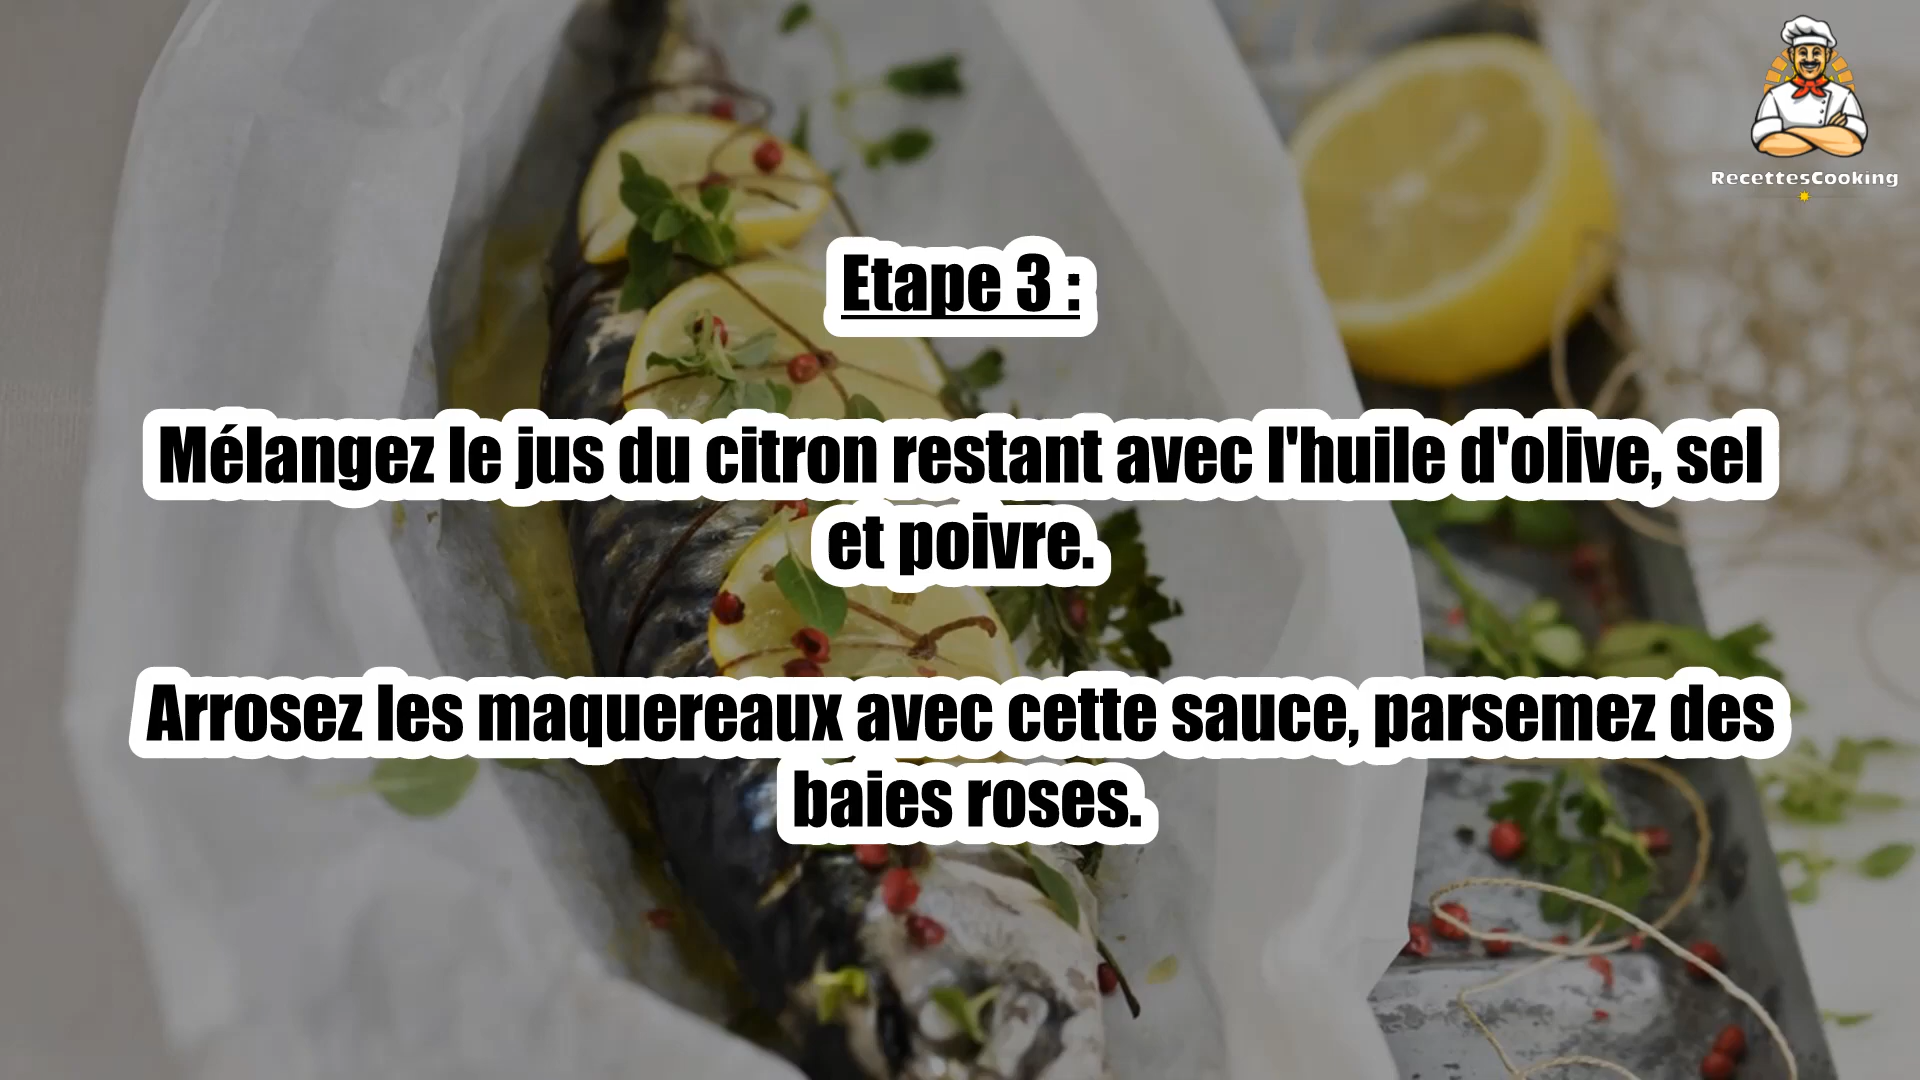 RecettesCooking
Etape 3 :
Mélangez le jus du citron restant avec l'huile d'olive, sel
et poivre.
Arrosez les maquereaux avec cette sauce, parsemez des
baies roses.